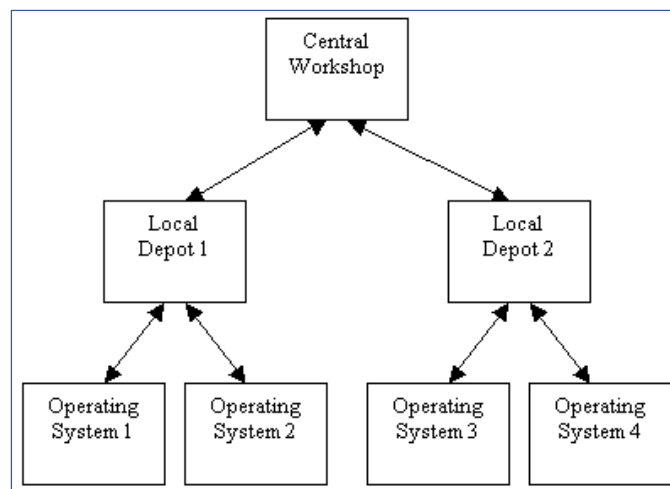 Central
Workshop
Local
Depot 1
Local
Depot 2
Operating
System 1
Operating
System 2
Operating
System 3
Operating
System 4